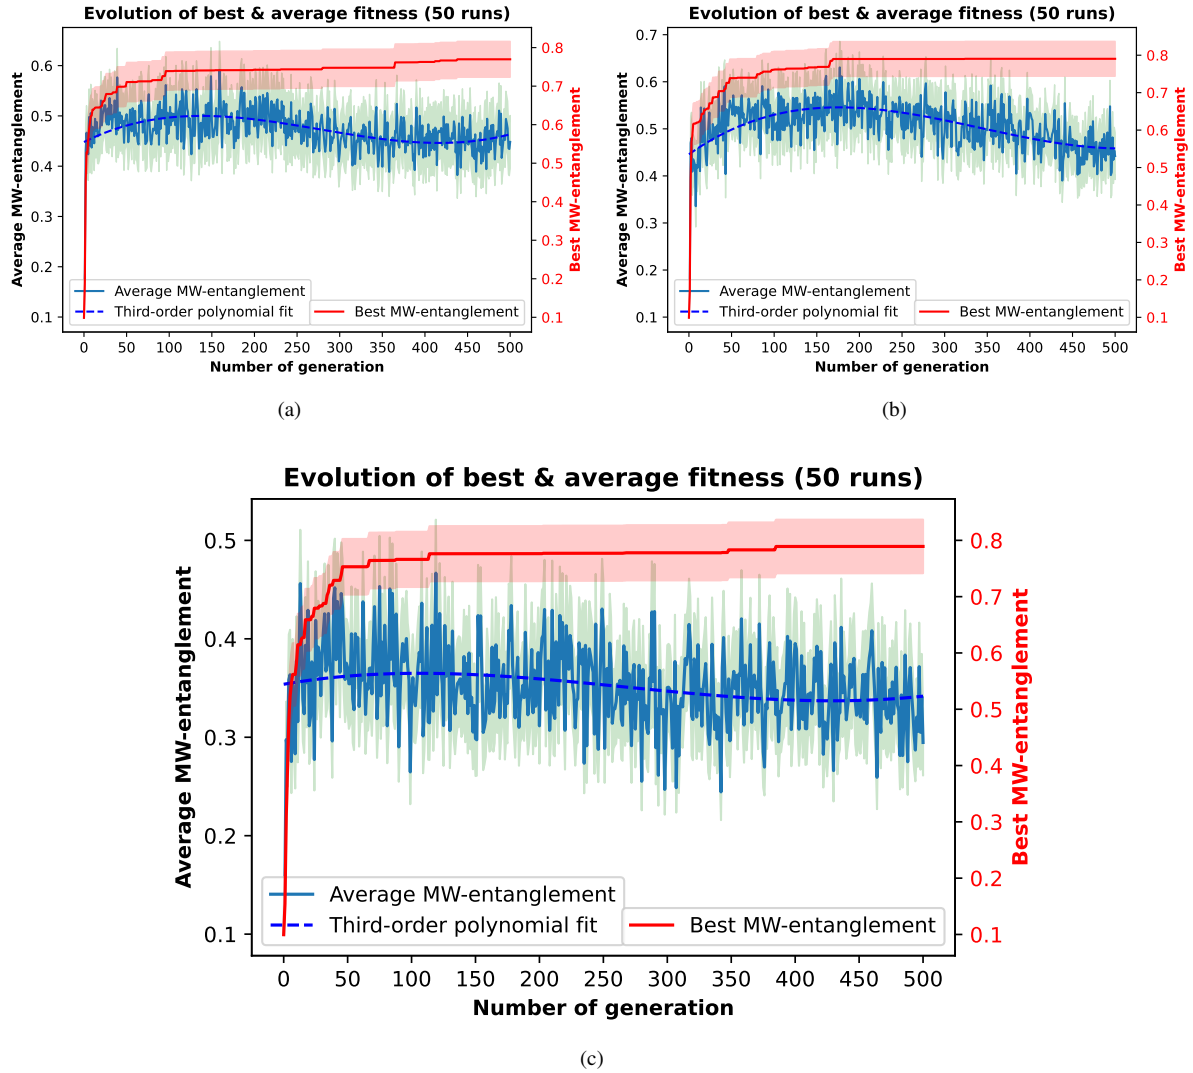 Evolution of best & average fitness (50 runs)
Average MW-entanglement
0.6
0.5
0.4
0.3
0.2
0.1
0.8
0.7
0.6
0.5
0.4
0.3
0.2
0.1
Best MW-entanglement
Average MW-entanglement
Third-order polynomial fit
Best MW-entanglement
0 50 100 150 200 250 300 350 400 450 500
Number of generation
(a)
Evolution of best & average fitness (50 runs)
Average MW-entanglement
0.7
0.6
0.5
0.4
0.3
0.2
0.1
0.8
0.7
0.6
0.5
0.4
0.3
0.2
0.1
Best MW-entanglement
Average MW-entanglement
Third-order polynomial fit
Best MW-entanglement
0 50 100 150 200 250 300 350 400 450 500
Number of generation
(b)
Evolution of best & average fitness (50 runs)
Average MW-entanglement
0.5
0.4
0.3
0.2
0.1
0.8
0.7
0.6
0.5
0.4
0.3
0.2
0.1
Best MW-entanglement
Average MW-entanglement
Third-order polynomial fit
Best MW-entanglement
0 50 100 150 200 250 300 350 400 450 500
Number of generation
(c)